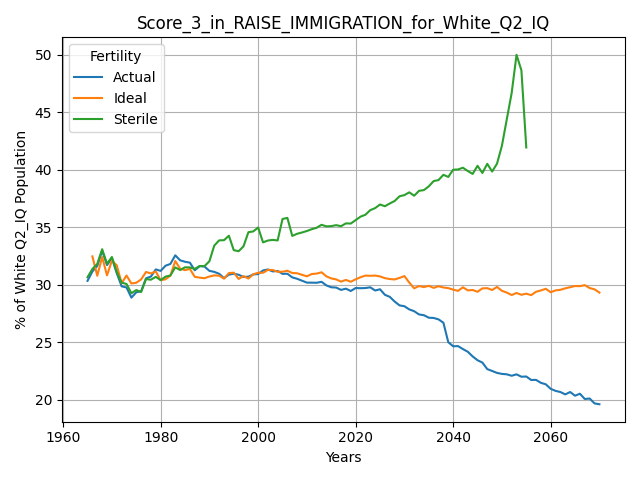 Score_3_in_RAISE_IMMIGRATION_for_White_Q2_IQ
Fertility
Actual
Ideal
Sterile
% of White Q2_IQ Population
50
45
40
35
30
25
20
1960
1980
2000
2020
2040
2060
Years